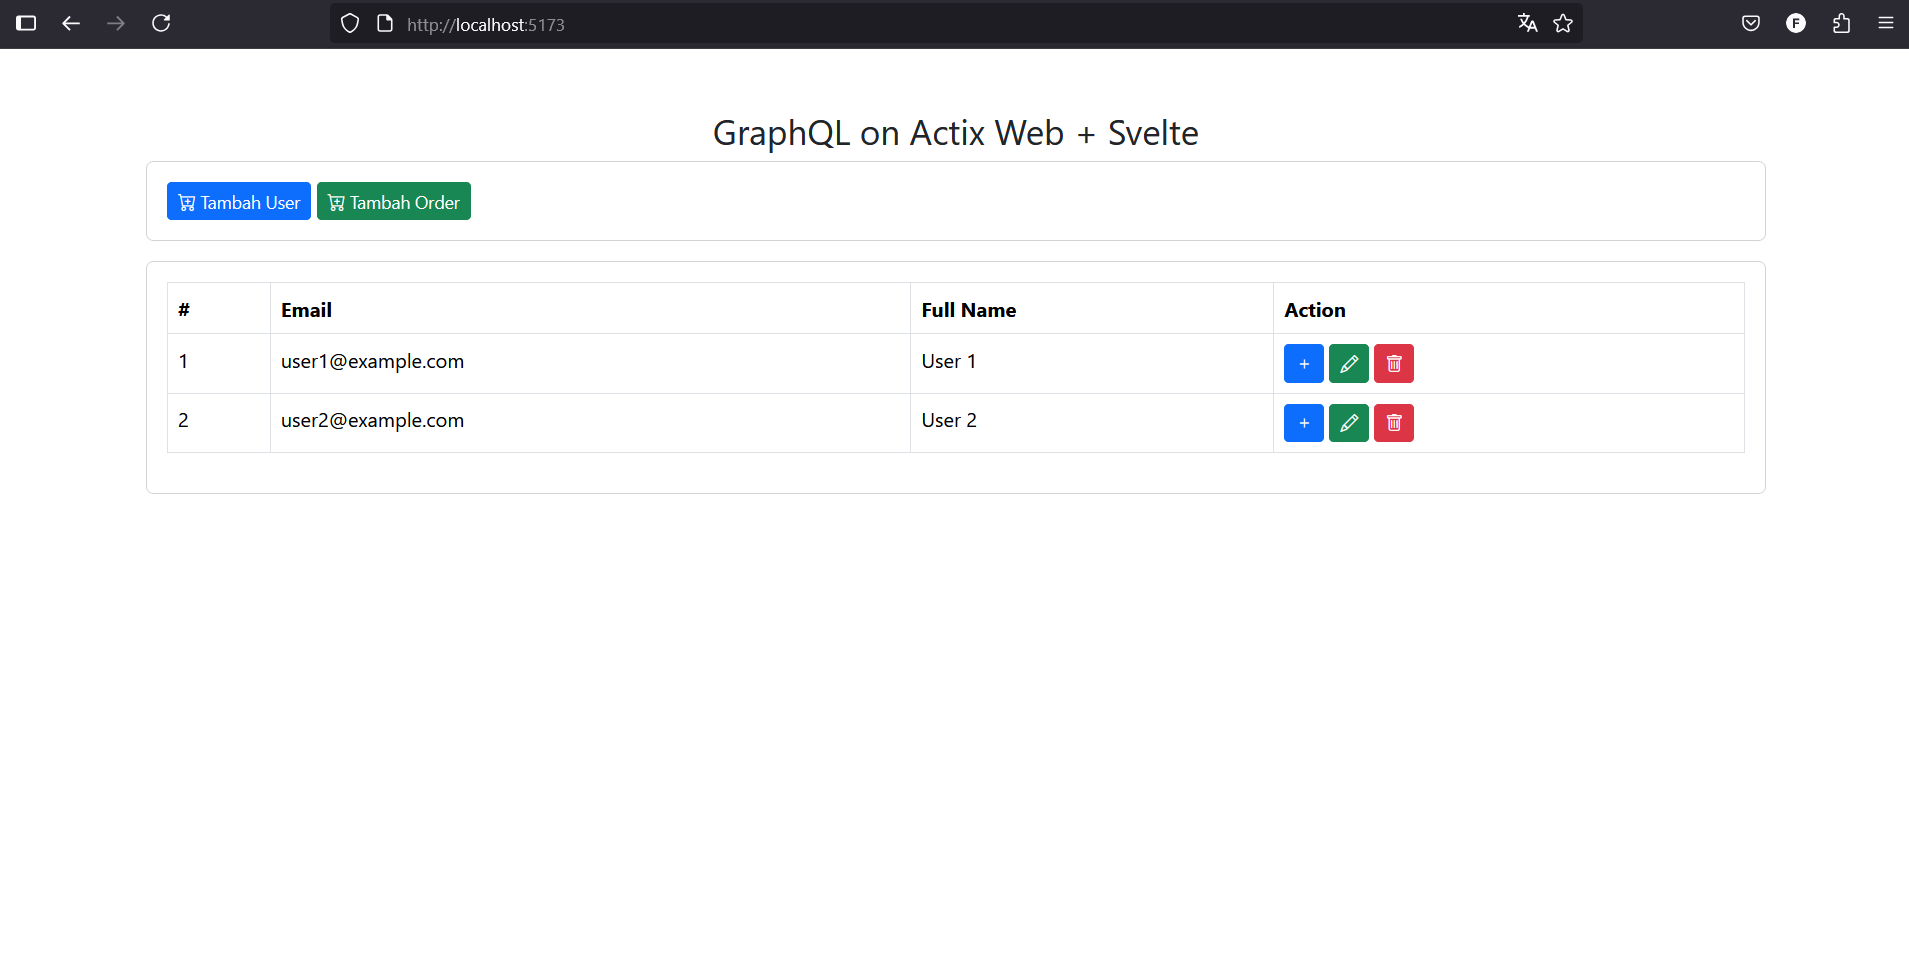 http://localhost:5173
F
GraphQL on Actix Web + Svelte
Tambah User Tambah Order
# Email Full Name Action
1 user1@example.com User 1 +
2 user2@example.com User 2 +